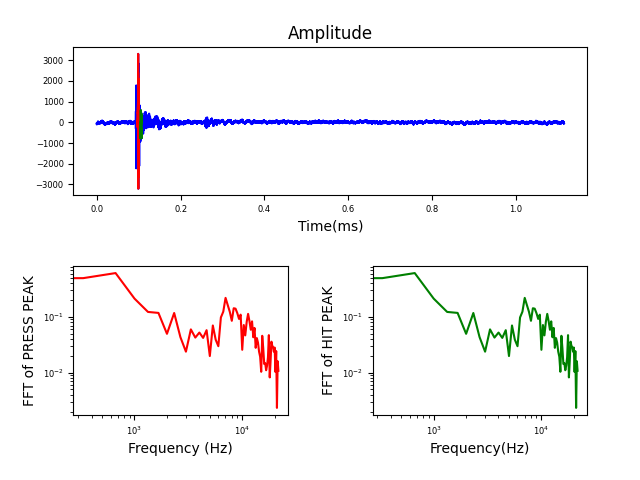 Amplitude
3000
2000
1000
0
−1000
−2000
−3000
0.0 0.2 0.4 0.6 0.8 1.0
Time(ms)
FFT of PRESS PEAK
10⁻¹
10⁻²
10³ 10⁴
Frequency (Hz)
FFT of HIT PEAK
10⁻¹
10⁻²
10³ 10⁴
Frequency(Hz)